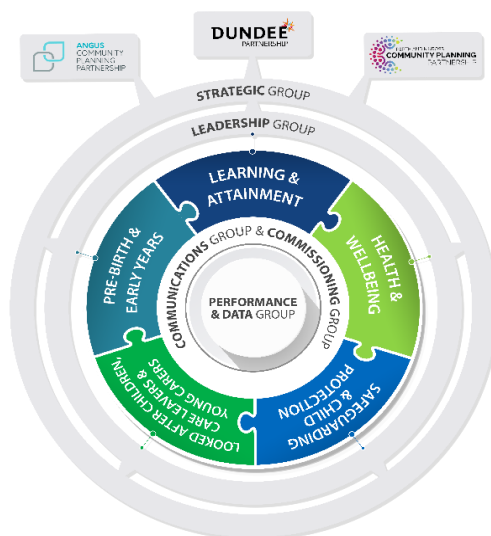 ANGUS
COMMUNITY
PLANNING
PARTNERSHIP
DUNDEE
PARTNERSHIP
COMMUNITY PLANNING
PARTNERSHIP
STRATEGIC GROUP
LEADERSHIP GROUP
LEARNING &
ATTAINMENT
PRE-BIRTH &
EARLY YEARS
HEALTH &
WELLBEING
COMMUNICATIONS GROUP & COMMISSIONING GROUP
PERFORMANCE
& DATA GROUP
LOOKED AFTER CHILDREN,
CARE LEAVERS &
YOUNG CARERS
SAFEGUARDING
& CHILD
PROTECTION